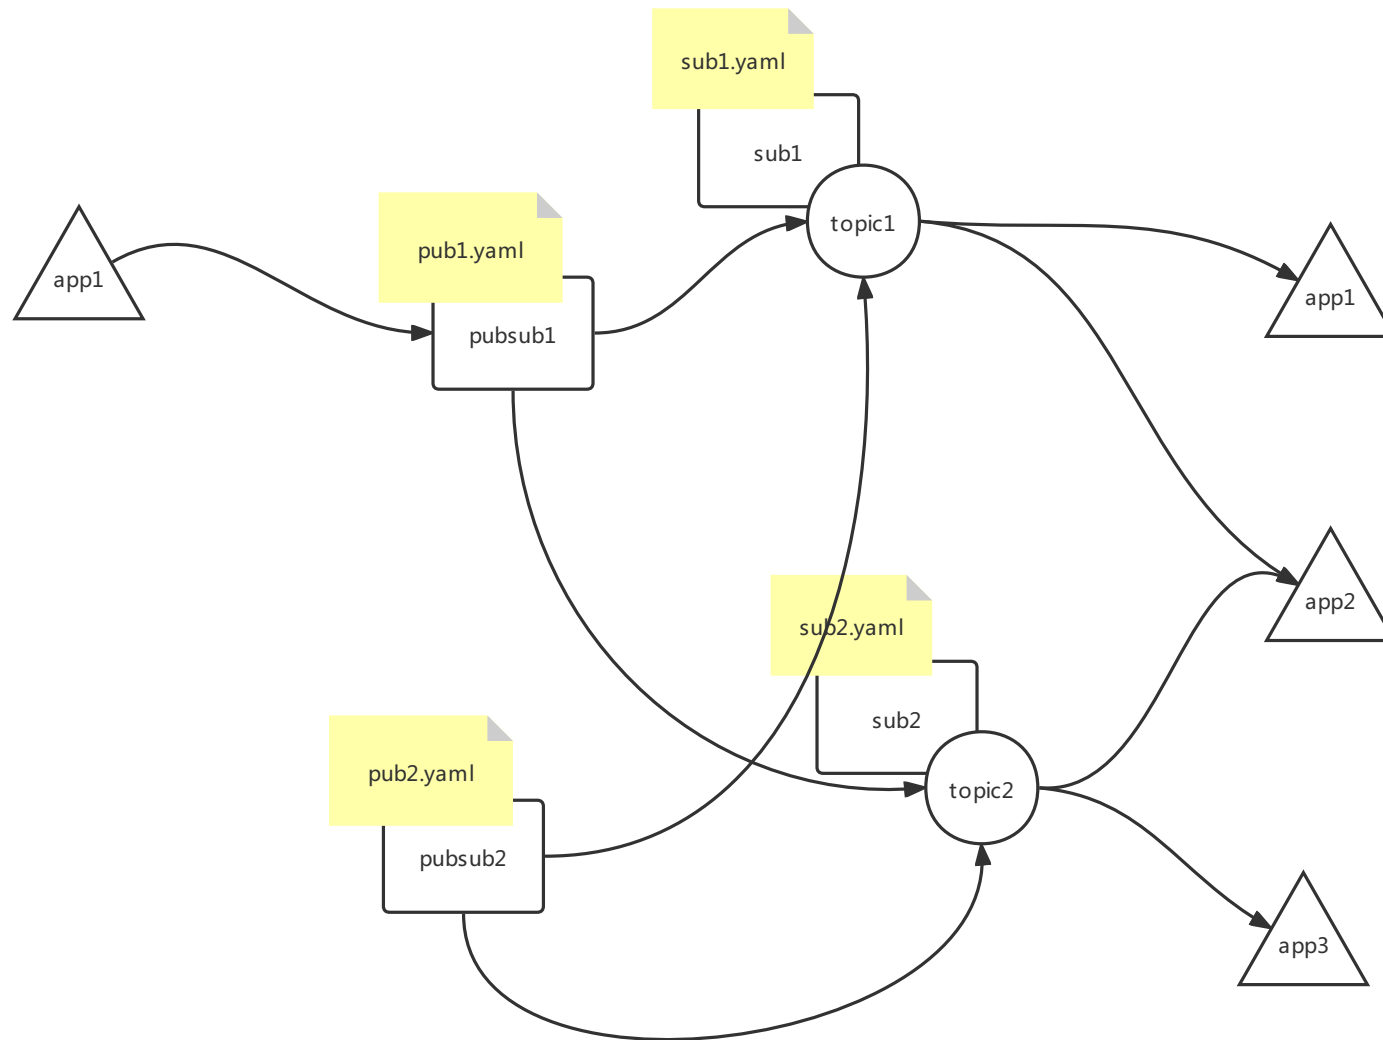 sub1.yaml
sub1
topic1
pub1.yaml
app1
pubsub1
app1
app2
sub2.yaml
sub2
topic2
pub2.yaml
pubsub2
app3